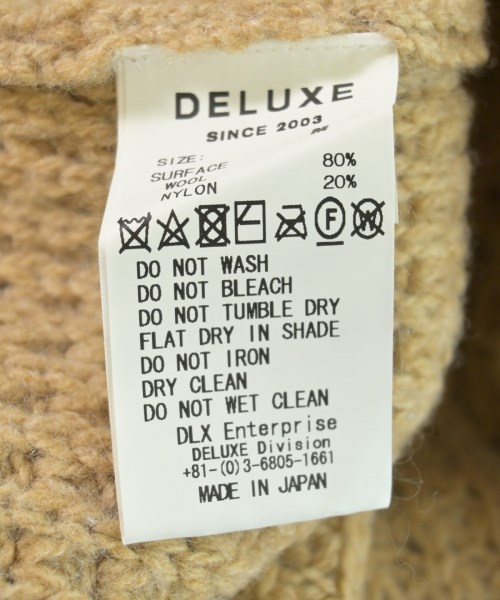 DELUXE
SINCE 2003
SIZE:
SURFACE
WOOL 80%
NYLON 20%
F W
DO NOT WASH
DO NOT BLEACH
DO NOT TUMBLE DRY
FLAT DRY IN SHADE
DO NOT IRON
DRY CLEAN
DO NOT WET CLEAN
DLX Enterprise
DELUXE Division
+81-(0)3-6805-1661
MADE IN JAPAN